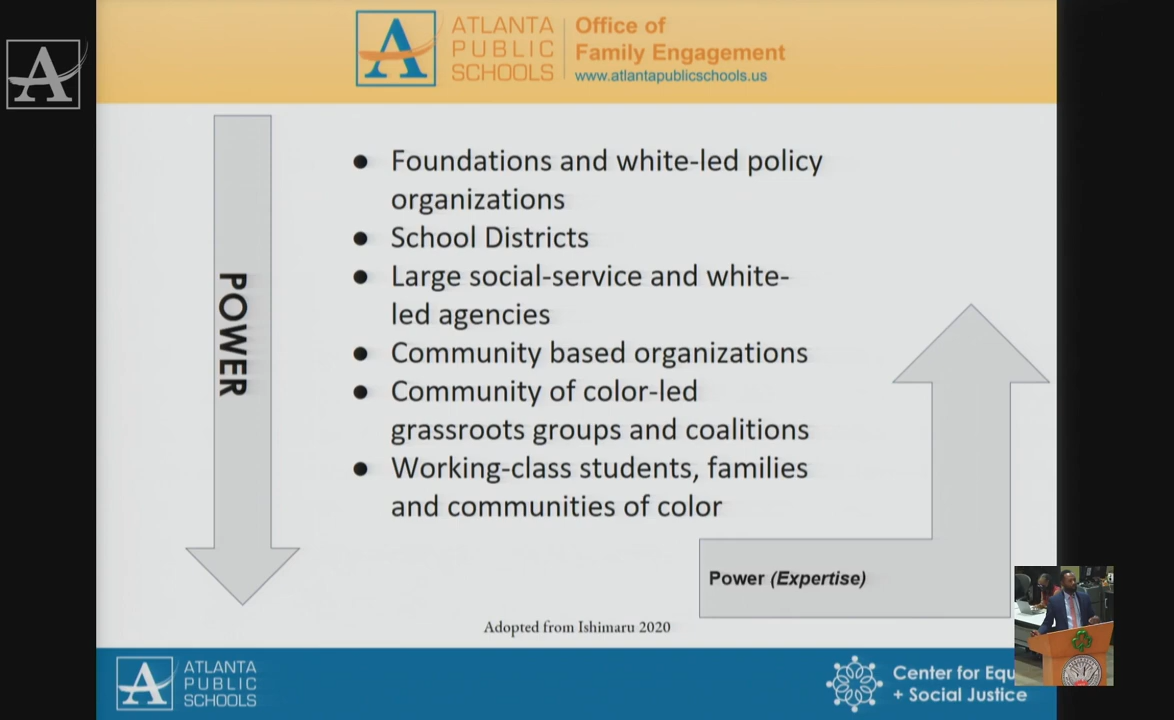 ATLANTA
PUBLIC
SCHOOLS
Office of
Family Engagement
www.atlantapublicschools.us
POWER
● Foundations and white-led policy
organizations
● School Districts
● Large social-service and white-
led agencies
● Community based organizations
● Community of color-led
grassroots groups and coalitions
● Working-class students, families
and communities of color
Power (Expertise)
Adopted from Ishimaru 2020
ATLANTA
PUBLIC
SCHOOLS
Center for
+ Social Justice